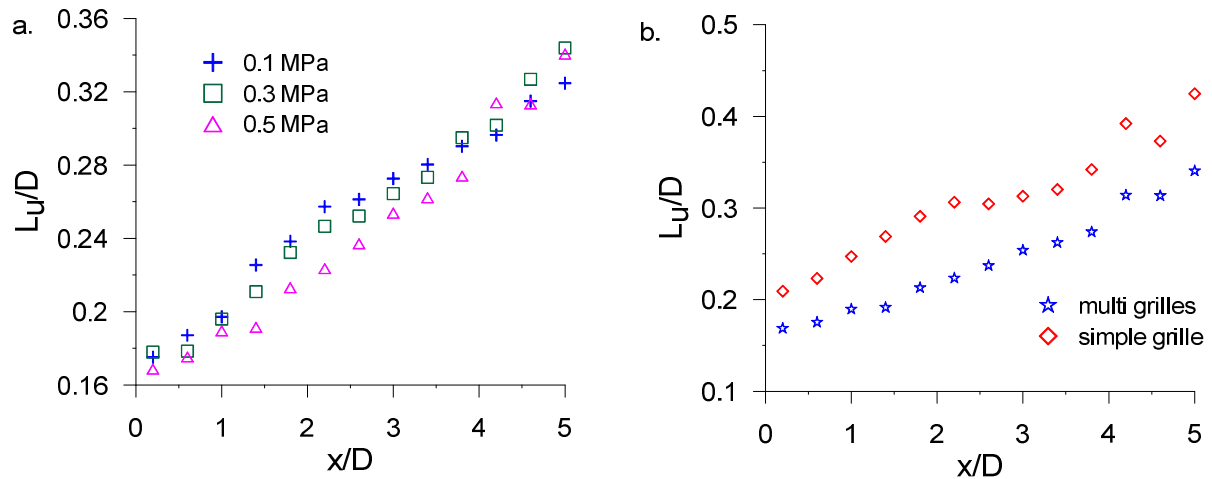 a.
0.36
0.32
0.28
0.24
0.2
0.16
L_u/D
0.1 MPa
0.3 MPa
0.5 MPa
0 1 2 3 4 5
x/D
b.
0.5
0.4
0.3
0.2
0.1
L_u/D
multi grilles
simple grille
0 1 2 3 4 5
x/D